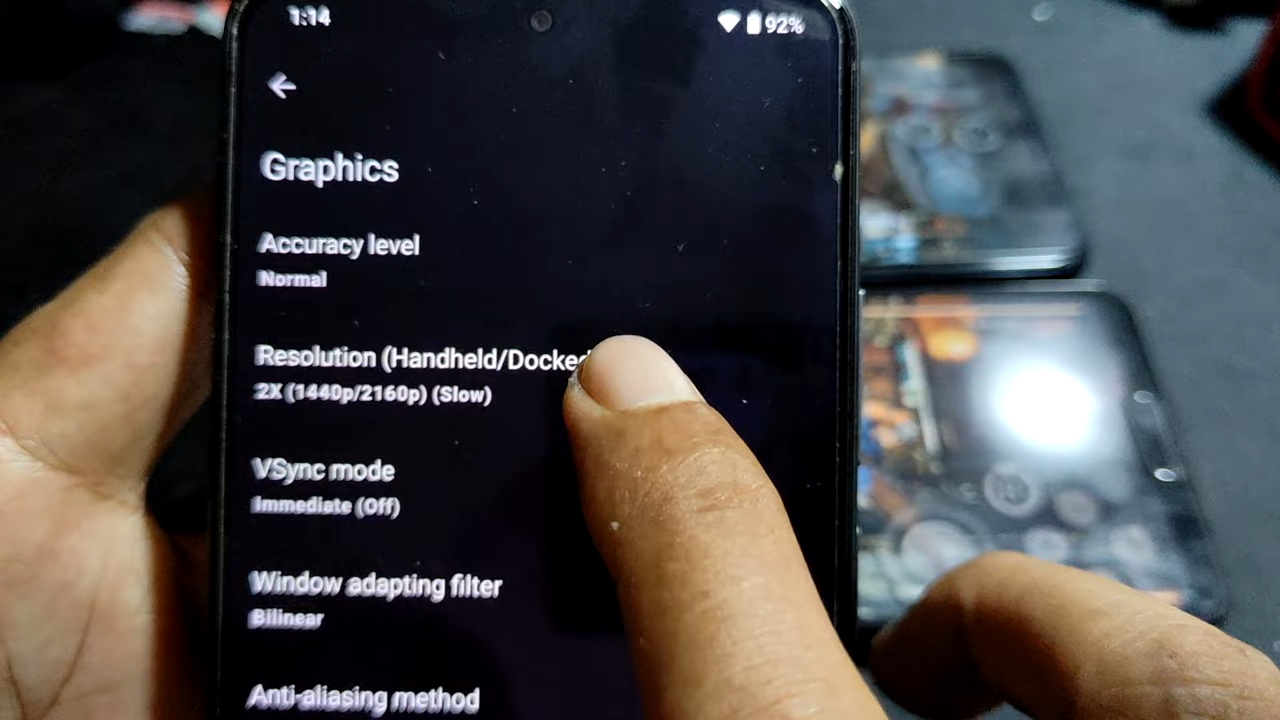 1:14
92%
Graphics
Accuracy level
Normal
Resolution (Handheld/Docked
2X (1440p/2160p) (Slow)
VSync mode
Immediate (Off)
Window adapting filter
Bilinear
Anti-aliasing method